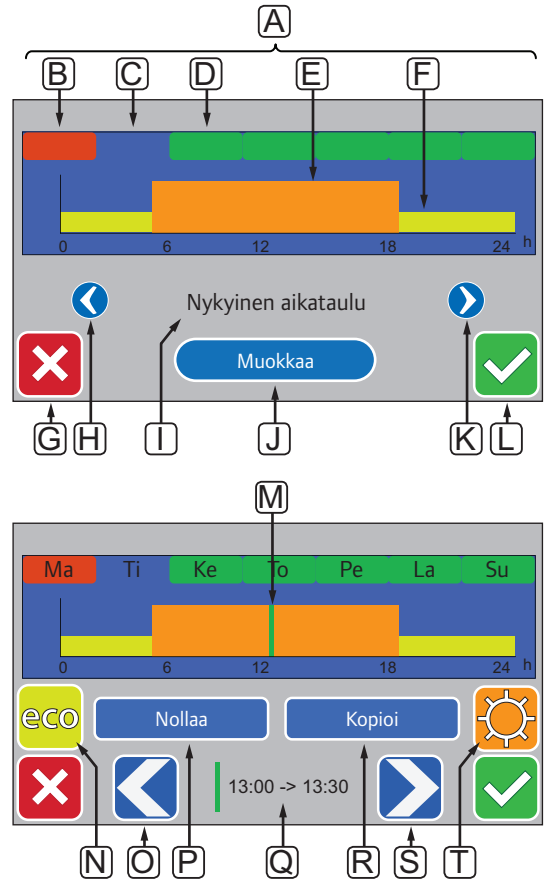 A
B C D E F
0 6 12 18 24 h
Nykyinen aikataulu
Muokkaa
G H I J K L
M
Ma Ti Ke To Pe La Su
0 6 12 18 24 h
eco Nollaa Kopioi
13:00 -> 13:30
N O P Q R S T